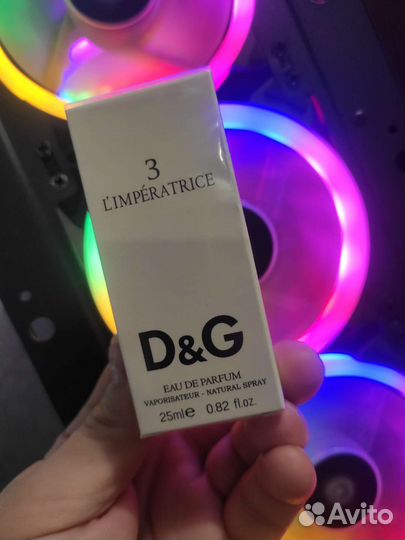 3
L'IMPÉRATRICE
D&G
EAU DE PARFUM
VAPORISATEUR - NATURAL SPRAY
25ml℮ 0.82 fl.oz.
Avito